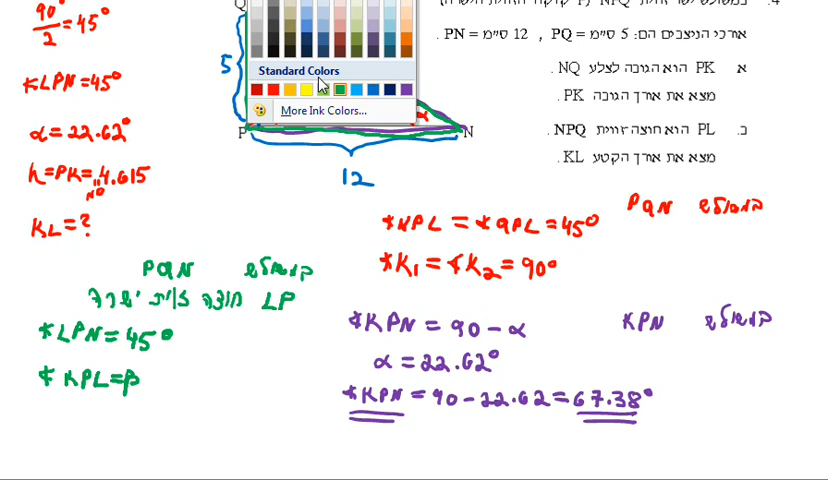 אורכי הניצבים הם: 5 ס״מ = PQ , 12 ס״מ = PN .
א. PK הוא הגובה לצלע NQ .
מצא את אורך הגובה PK.
ב. PL הוא חוצה-זווית NPQ .
מצא את אורך הקטע KL.
Standard Colors
More Ink Colors...
Q
5
P
α
N
12
90°/2 = 45°
∢LPN=45°
α=22.62°
h=PK=4.615
ס״מ
KL=?
במשולש PQN
∢NPL = ∢QPL = 45°
∢K1 = ∢K2 = 90°
במשולש PQN
LP חוצה זוית ישרה
∢LPN=45°
∢KPL=β
במשולש KPN
∢KPN = 90-α
α=22.62°
∢KPN = 90-22.62=67.38°